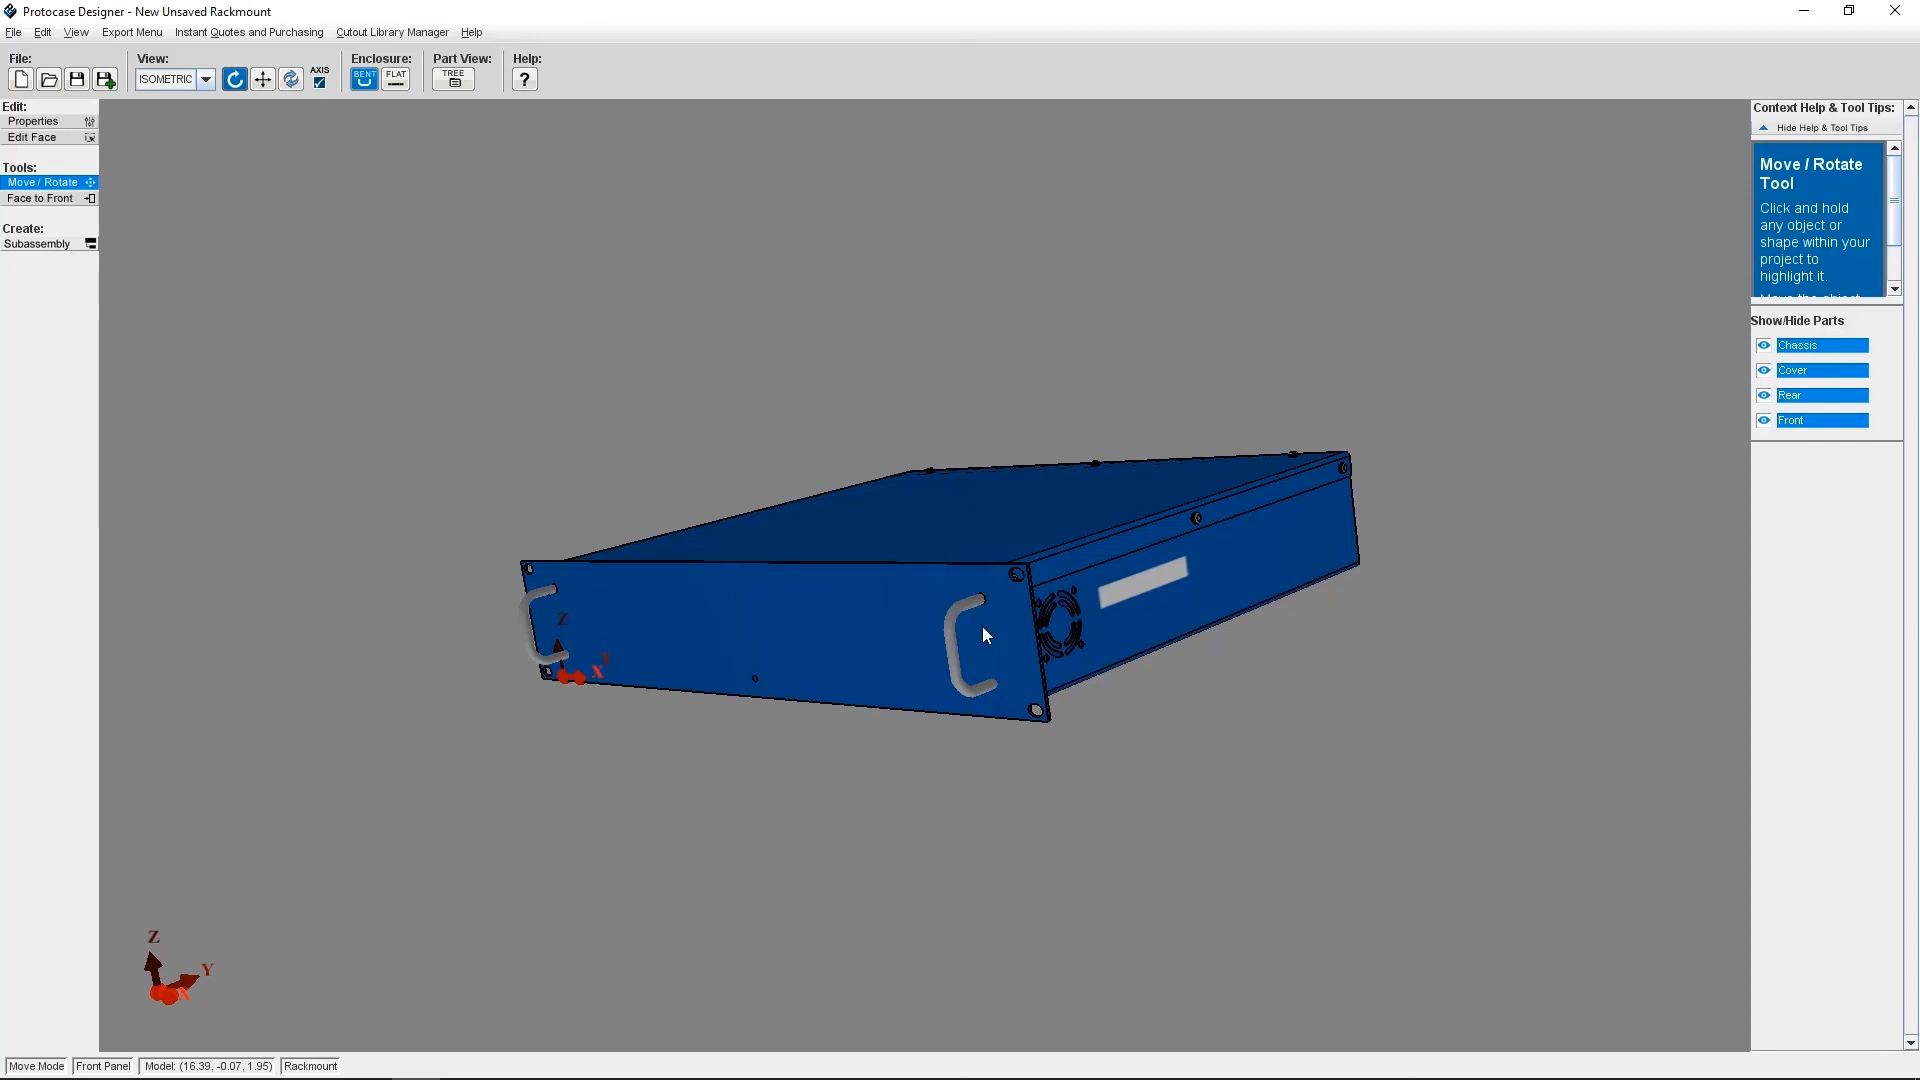 Protocase Designer - New Unsaved Rackmount
File Edit View Export Menu Instant Quotes and Purchasing Cutout Library Manager Help
File: View: Enclosure: Part View: Help:
ISOMETRIC AXIS BENT FLAT TREE ?
Edit:
Properties
Edit Face
Tools:
Move / Rotate
Face to Front
Create:
Subassembly
Context Help & Tool Tips:
Hide Help & Tool Tips
Move / Rotate
Tool
Click and hold
any object or
shape within your
project to
highlight it.
Move the object
Show/Hide Parts
Chassis
Cover
Rear
Front
Z
Y
X
Z
Y
X
Move Mode Front Panel Model: (16.39, -0.07, 1.95) Rackmount